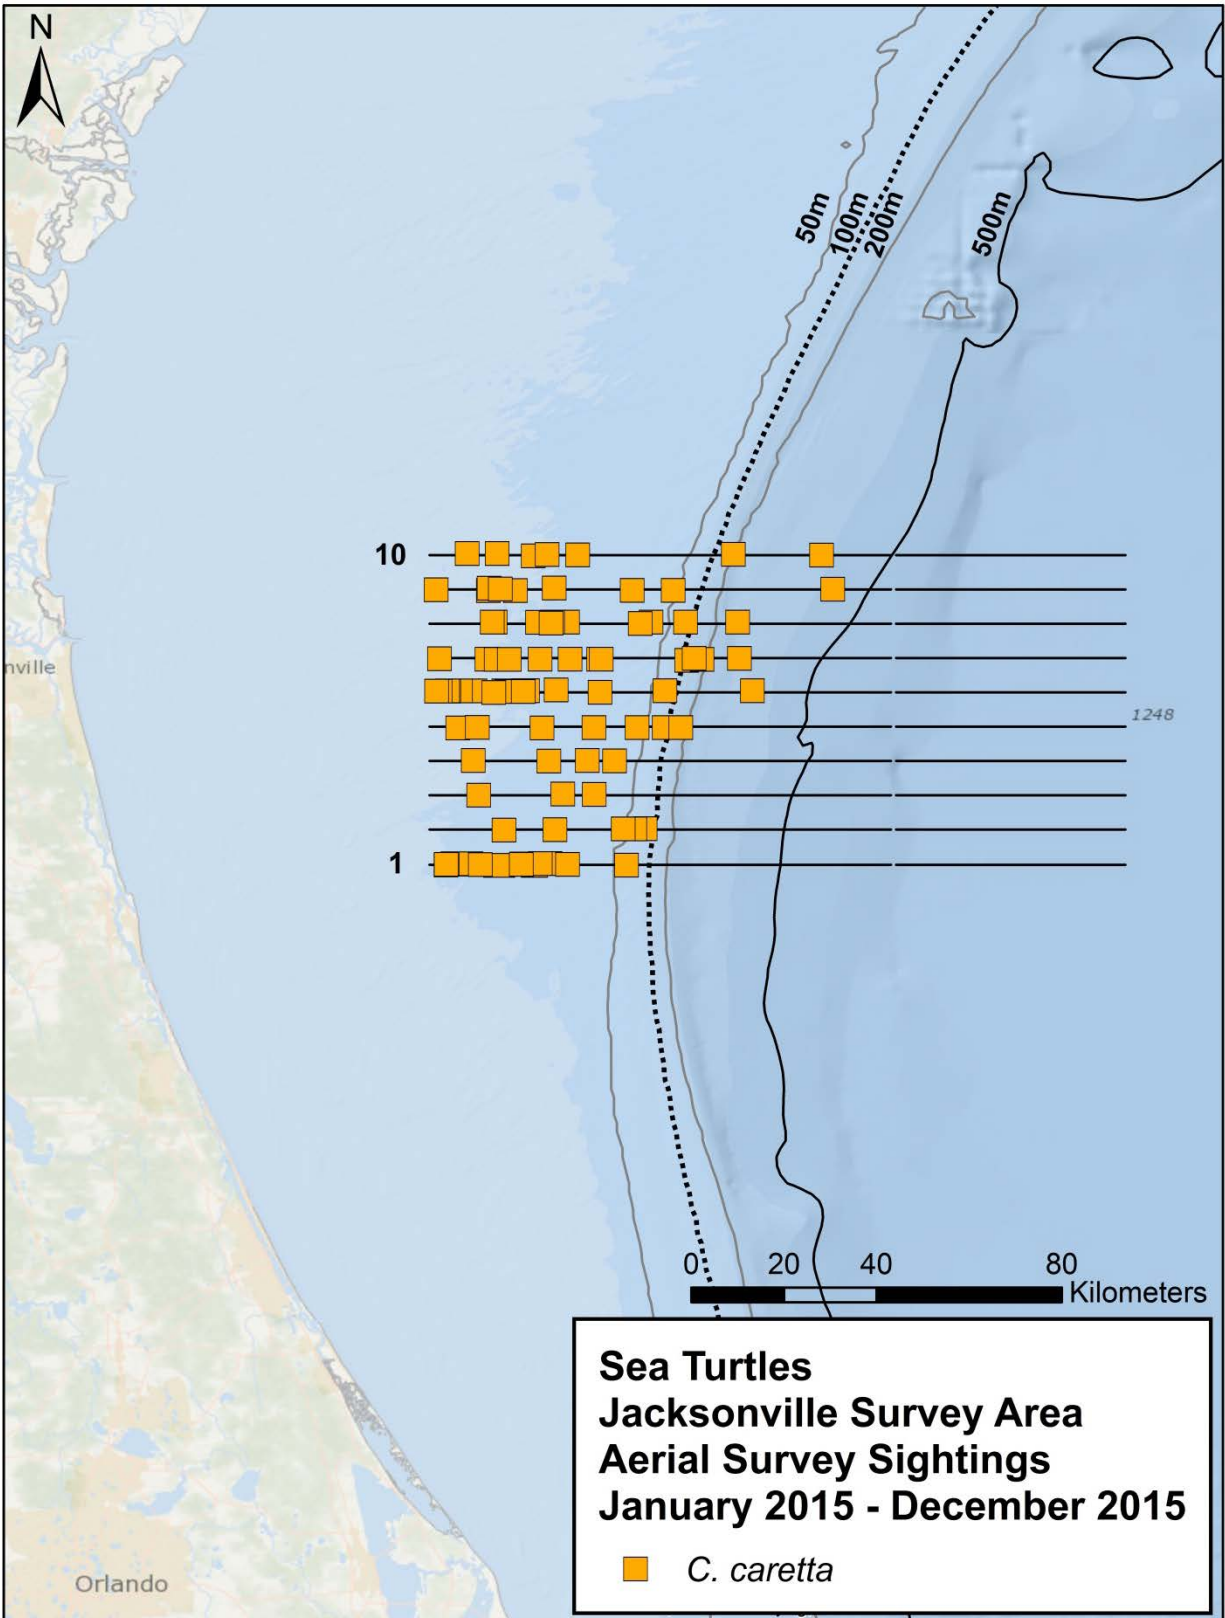 N
50m
100m
200m
500m
10
nville
1248
1
0 20 40 80
Kilometers
Sea Turtles
Jacksonville Survey Area
Aerial Survey Sightings
January 2015 - December 2015
C. caretta
Orlando